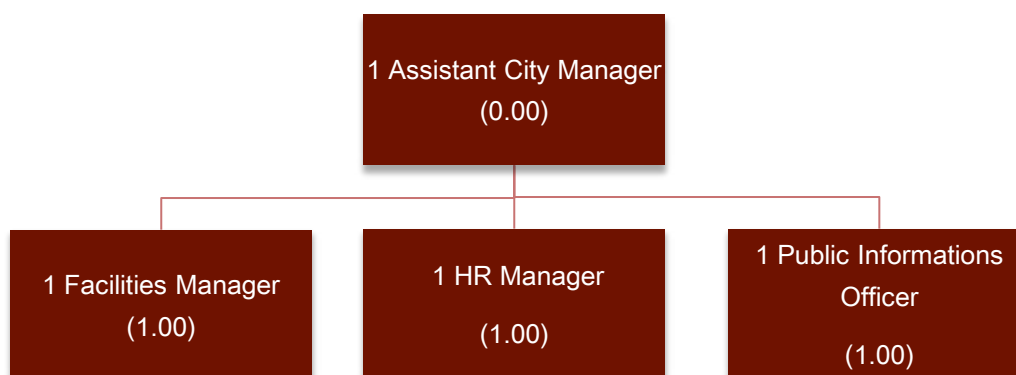 1 Assistant City Manager
(0.00)
1 Facilities Manager
(1.00)
1 HR Manager
(1.00)
1 Public Informations
Officer
(1.00)